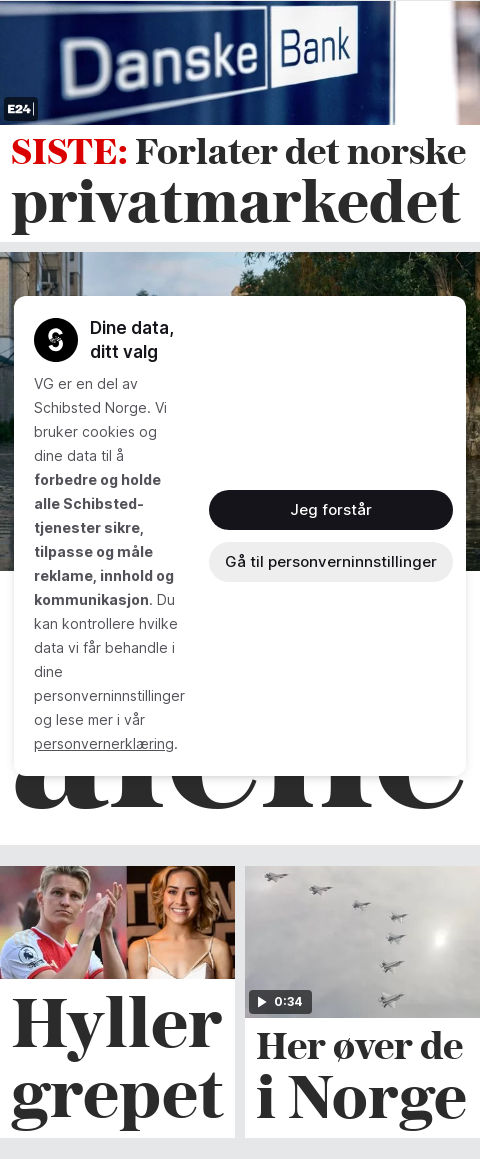 Danske Bank
E24
SISTE: Forlater det norske
privatmarkedet
Dine data,
ditt valg
VG er en del av
Schibsted Norge. Vi
bruker cookies og
dine data til å
forbedre og holde
alle Schibsted-
tjenester sikre,
tilpasse og måle
reklame, innhold og
kommunikasjon. Du
kan kontrollere hvilke
data vi får behandle i
dine
personverninnstillinger
og lese mer i vår
personvernerklæring.
Jeg forstår
Gå til personverninnstillinger
alene
0:34
Hyller
grepet
Her øver de
i Norge